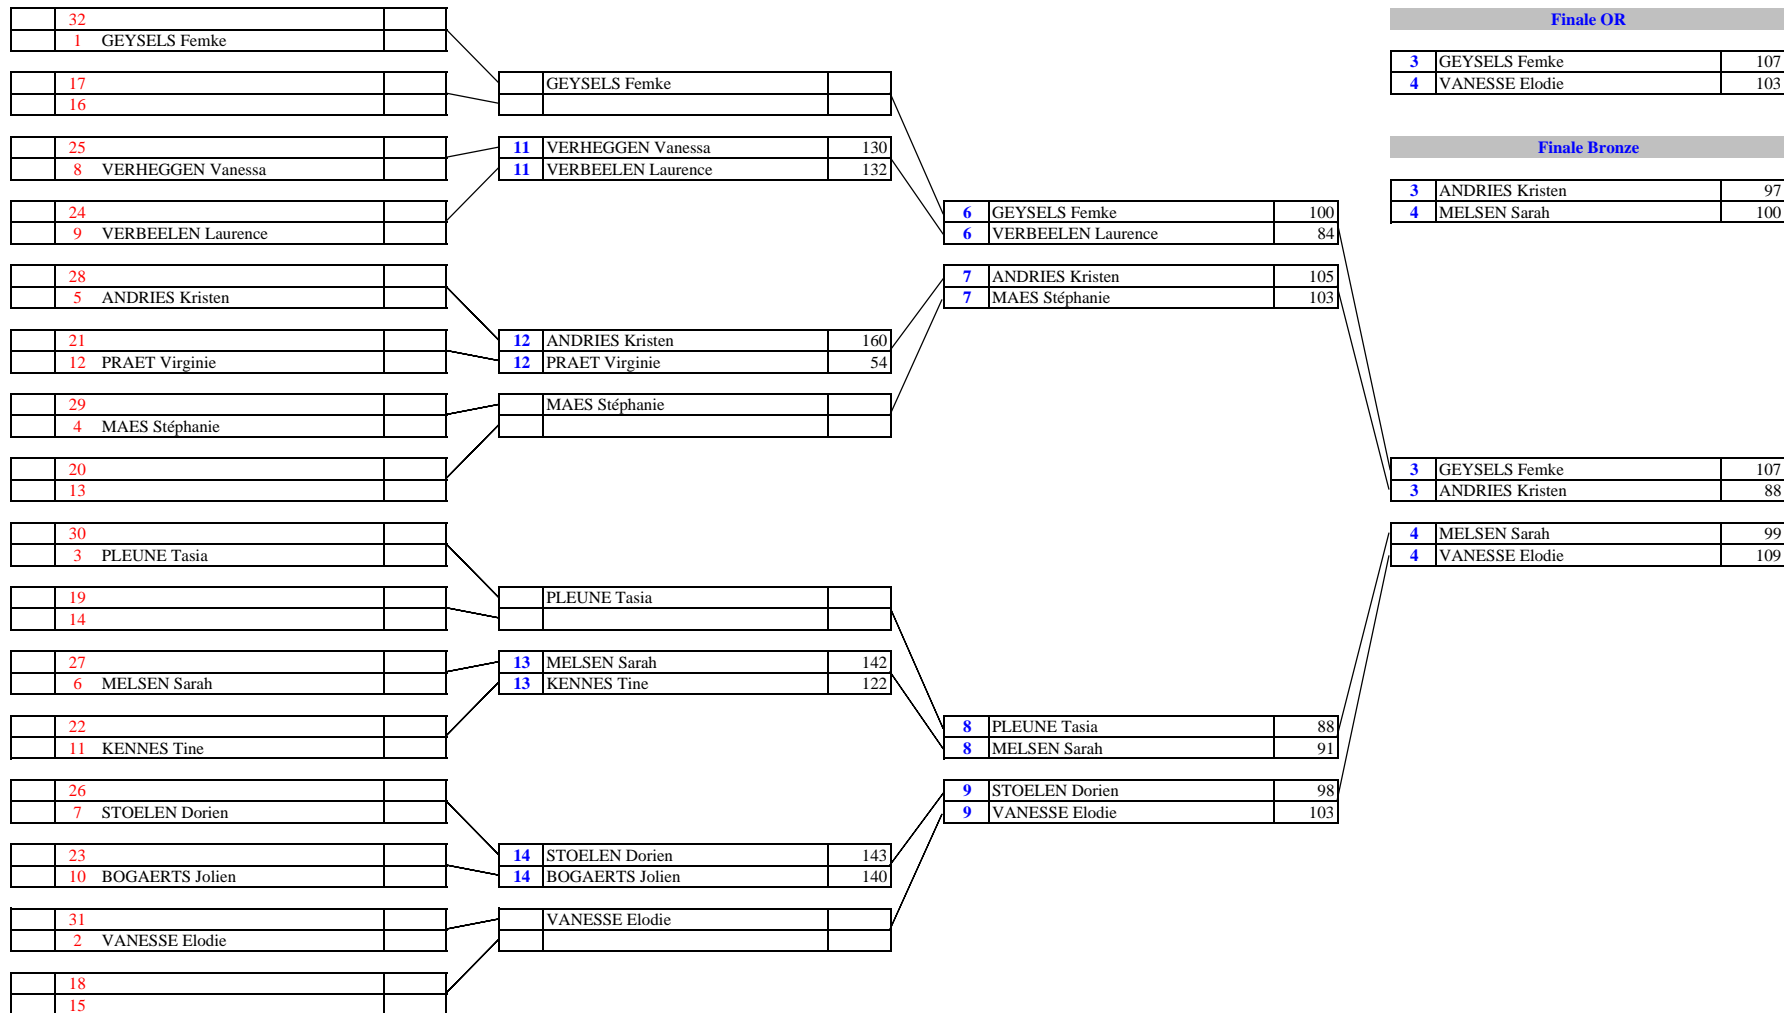 32
1 GEYSELS Femke
17
16
25
8 VERHEGGEN Vanessa
24
9 VERBEELEN Laurence
28
5 ANDRIES Kristen
21
12 PRAET Virginie
29
4 MAES Stéphanie
20
13
30
3 PLEUNE Tasia
19
14
27
6 MELSEN Sarah
22
11 KENNES Tine
26
7 STOELEN Dorien
23
10 BOGAERTS Jolien
31
2 VANESSE Elodie
18
15
GEYSELS Femke
11 VERHEGGEN Vanessa 130
11 VERBEELEN Laurence 132
12 ANDRIES Kristen 160
12 PRAET Virginie 54
MAES Stéphanie
PLEUNE Tasia
13 MELSEN Sarah 142
13 KENNES Tine 122
14 STOELEN Dorien 143
14 BOGAERTS Jolien 140
VANESSE Elodie
6 GEYSELS Femke 100
6 VERBEELEN Laurence 84
7 ANDRIES Kristen 105
7 MAES Stéphanie 103
8 PLEUNE Tasia 88
8 MELSEN Sarah 91
9 STOELEN Dorien 98
9 VANESSE Elodie 103
Finale OR
3 GEYSELS Femke 107
4 VANESSE Elodie 103
Finale Bronze
3 ANDRIES Kristen 97
4 MELSEN Sarah 100
3 GEYSELS Femke 107
3 ANDRIES Kristen 88
4 MELSEN Sarah 99
4 VANESSE Elodie 109